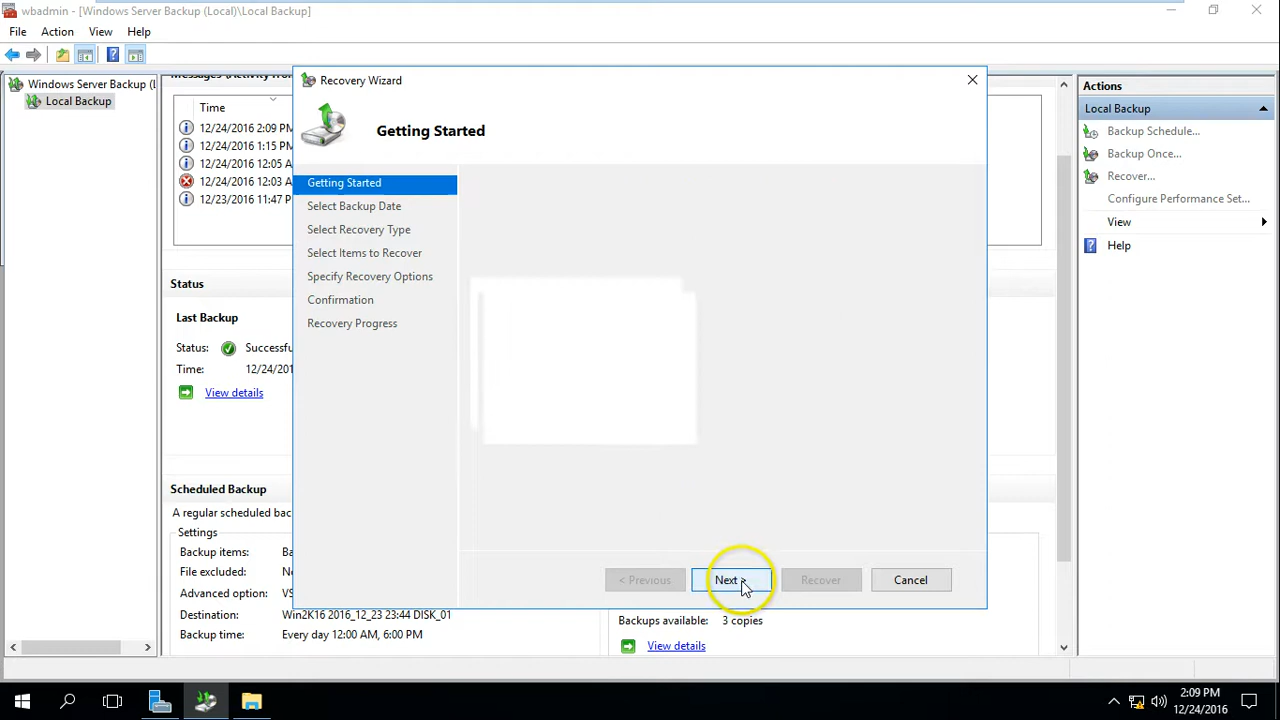 wbadmin - [Windows Server Backup (Local)\Local Backup]
File Action View Help
Windows Server Backup (L
Local Backup
Time
12/24/2016 2:09 PM
12/24/2016 1:15 PM
12/24/2016 12:05 AM
12/24/2016 12:03 AM
12/23/2016 11:47 P
Status
Last Backup
Status: Successfu
Time: 12/24/201
View details
Scheduled Backup
A regular scheduled bac
Settings
Backup items: Ba
File excluded: No
Advanced option: VS
Destination: Win2K16 2016_12_23 23:44 DISK_01
Backup time: Every day 12:00 AM, 6:00 PM
Recovery Wizard
Getting Started
Getting Started
Select Backup Date
Select Recovery Type
Select Items to Recover
Specify Recovery Options
Confirmation
Recovery Progress
< Previous Next > Recover Cancel
Backups available: 3 copies
View details
Actions
Local Backup
Backup Schedule...
Backup Once...
Recover...
Configure Performance Set...
View
Help
2:09 PM
12/24/2016